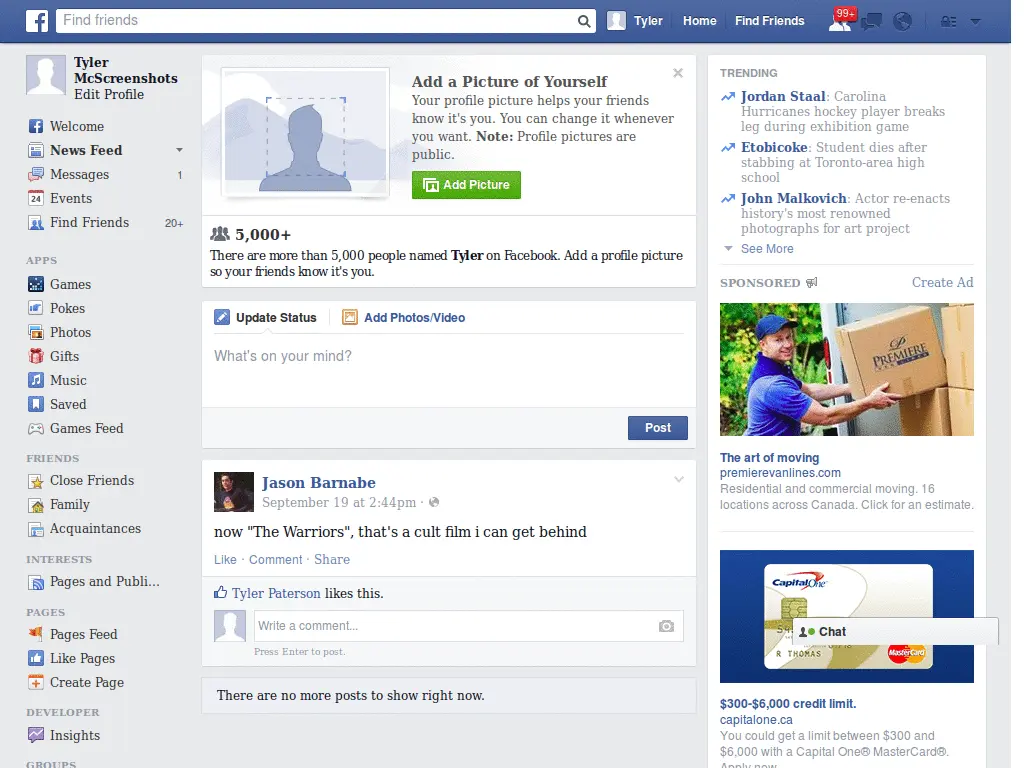 Find friends
Tyler
Home
Find Friends
99+
Tyler
McScreenshots
Edit Profile
Welcome
News Feed
Messages 1
24 Events
Find Friends 20+
APPS
Games
Pokes
Photos
Gifts
Music
Saved
Games Feed
FRIENDS
Close Friends
Family
Acquaintances
INTERESTS
Pages and Publi...
PAGES
Pages Feed
Like Pages
Create Page
DEVELOPER
Insights
GROUPS
Add a Picture of Yourself
Your profile picture helps your friends
know it's you. You can change it whenever
you want. Note: Profile pictures are
public.
Add Picture
5,000+
There are more than 5,000 people named Tyler on Facebook. Add a profile picture
so your friends know it's you.
Update Status
Add Photos/Video
What's on your mind?
Post
Jason Barnabe
September 19 at 2:44pm ·
now "The Warriors", that's a cult film i can get behind
Like · Comment · Share
Tyler Paterson likes this.
Write a comment...
Press Enter to post.
There are no more posts to show right now.
TRENDING
Jordan Staal: Carolina
Hurricanes hockey player breaks
leg during exhibition game
Etobicoke: Student dies after
stabbing at Toronto-area high
school
John Malkovich: Actor re-enacts
history's most renowned
photographs for art project
See More
SPONSORED
Create Ad
PREMIERE
The art of moving
premierevanlines.com
Residential and commercial moving. 16
locations across Canada. Click for an estimate.
Capital One
Chat
R THOMAS
MasterCard
$300-$6,000 credit limit.
capitalone.ca
You could get a limit between $300 and
$6,000 with a Capital One® MasterCard®.
Apply now